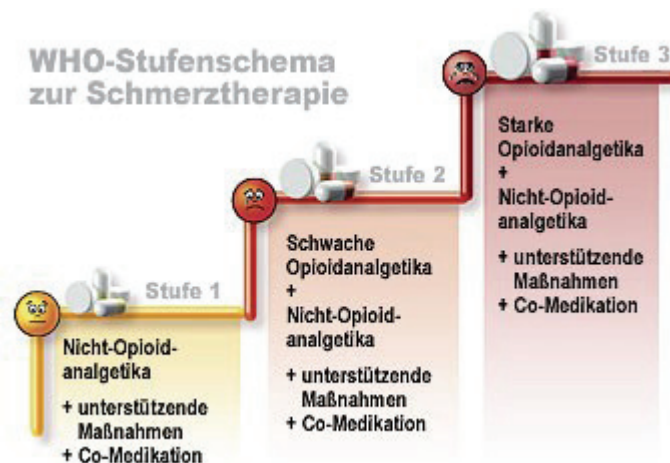 WHO-Stufenschema
zur Schmerztherapie
Stufe 1
Nicht-Opioid-
analgetika
+ unterstützende
Maßnahmen
+ Co-Medikation
Stufe 2
Schwache
Opioidanalgetika
+
Nicht-Opioid-
analgetika
+ unterstützende
Maßnahmen
+ Co-Medikation
Stufe 3
Starke
Opioidanalgetika
+
Nicht-Opioid-
analgetika
+ unterstützende
Maßnahmen
+ Co-Medikation